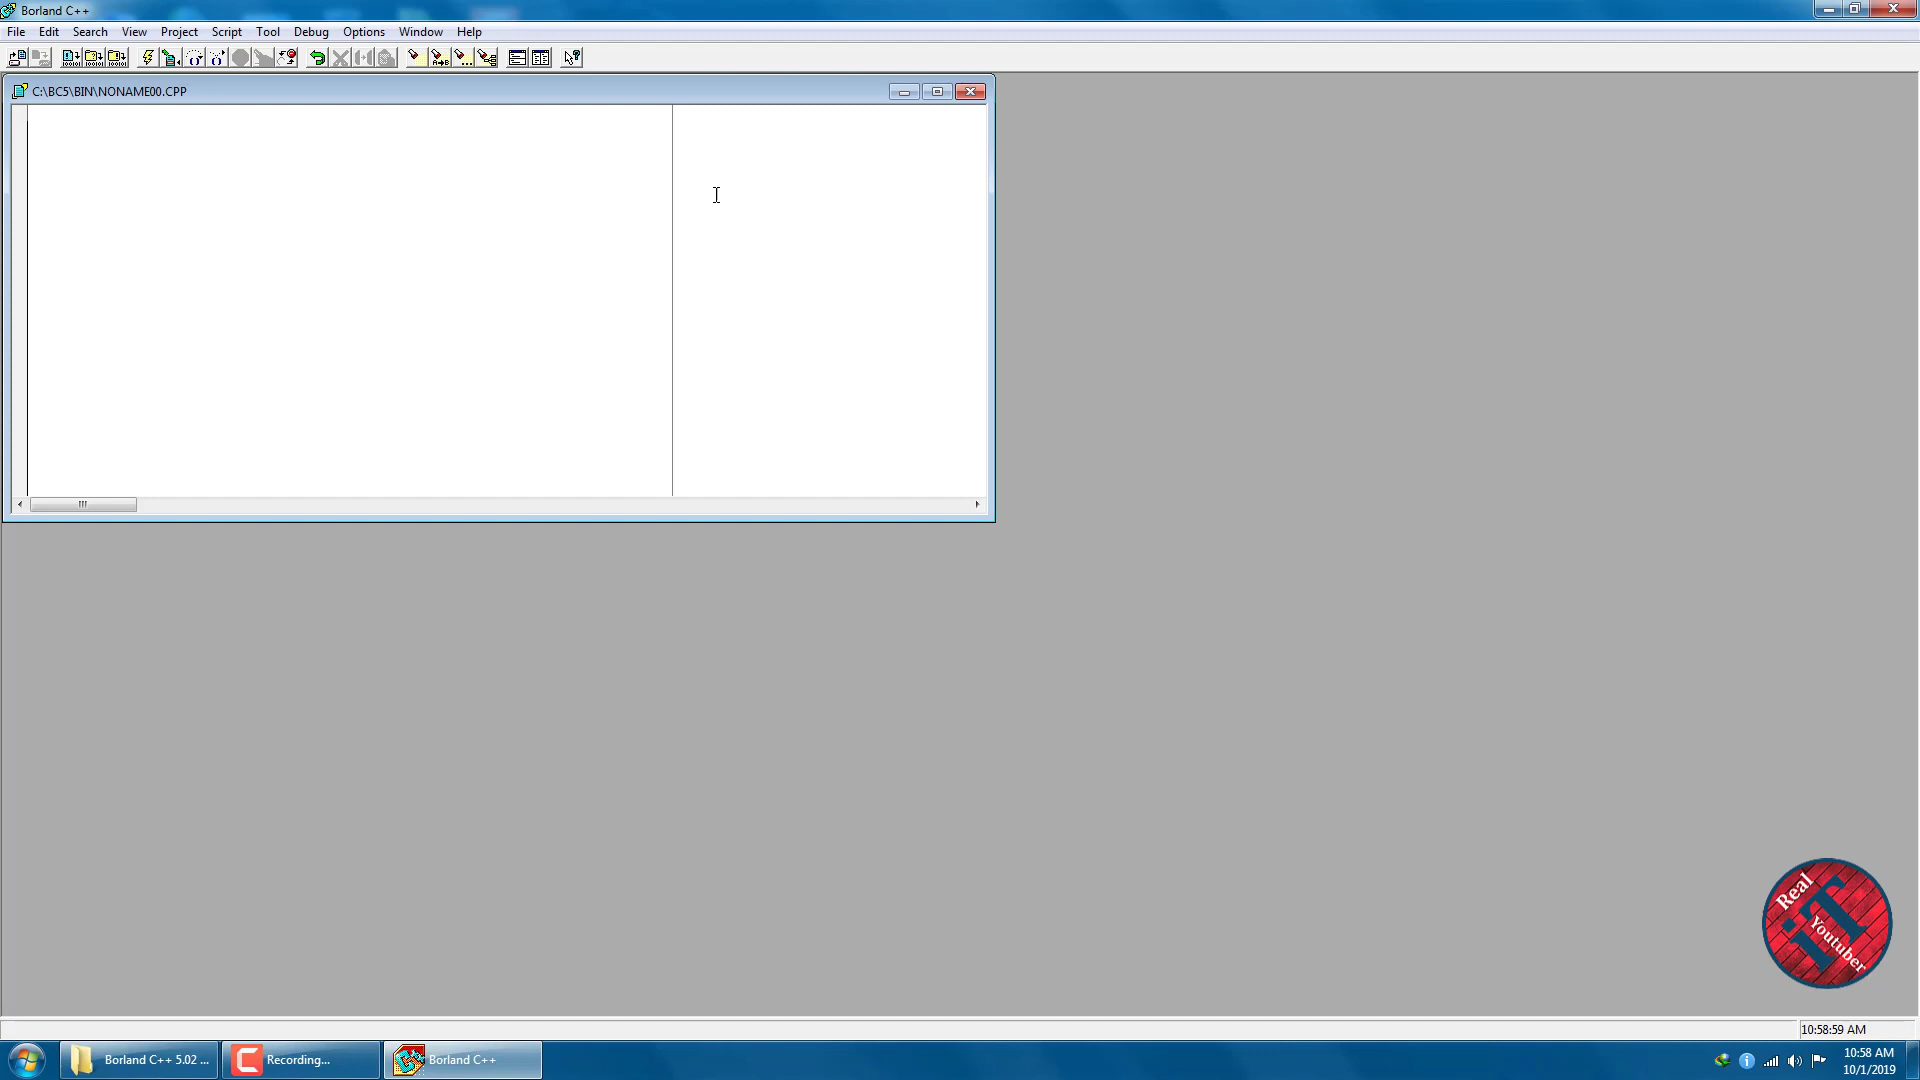 Borland C++
File Edit Search View Project Script Tool Debug Options Window Help
C:\BC5\BIN\NONAME00.CPP
Real
iT
Youtuber
10:58:59 AM
Borland C++ 5.02 ...
Recording...
Borland C++
10:58 AM
10/1/2019